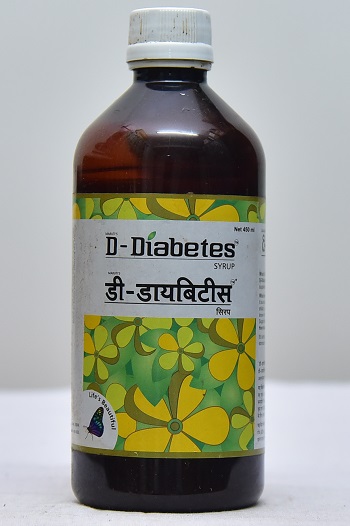 Net 450 ml
D-Diabetes
SYRUP
डी-डायबिटीस
सिरप
Life's Beautiful